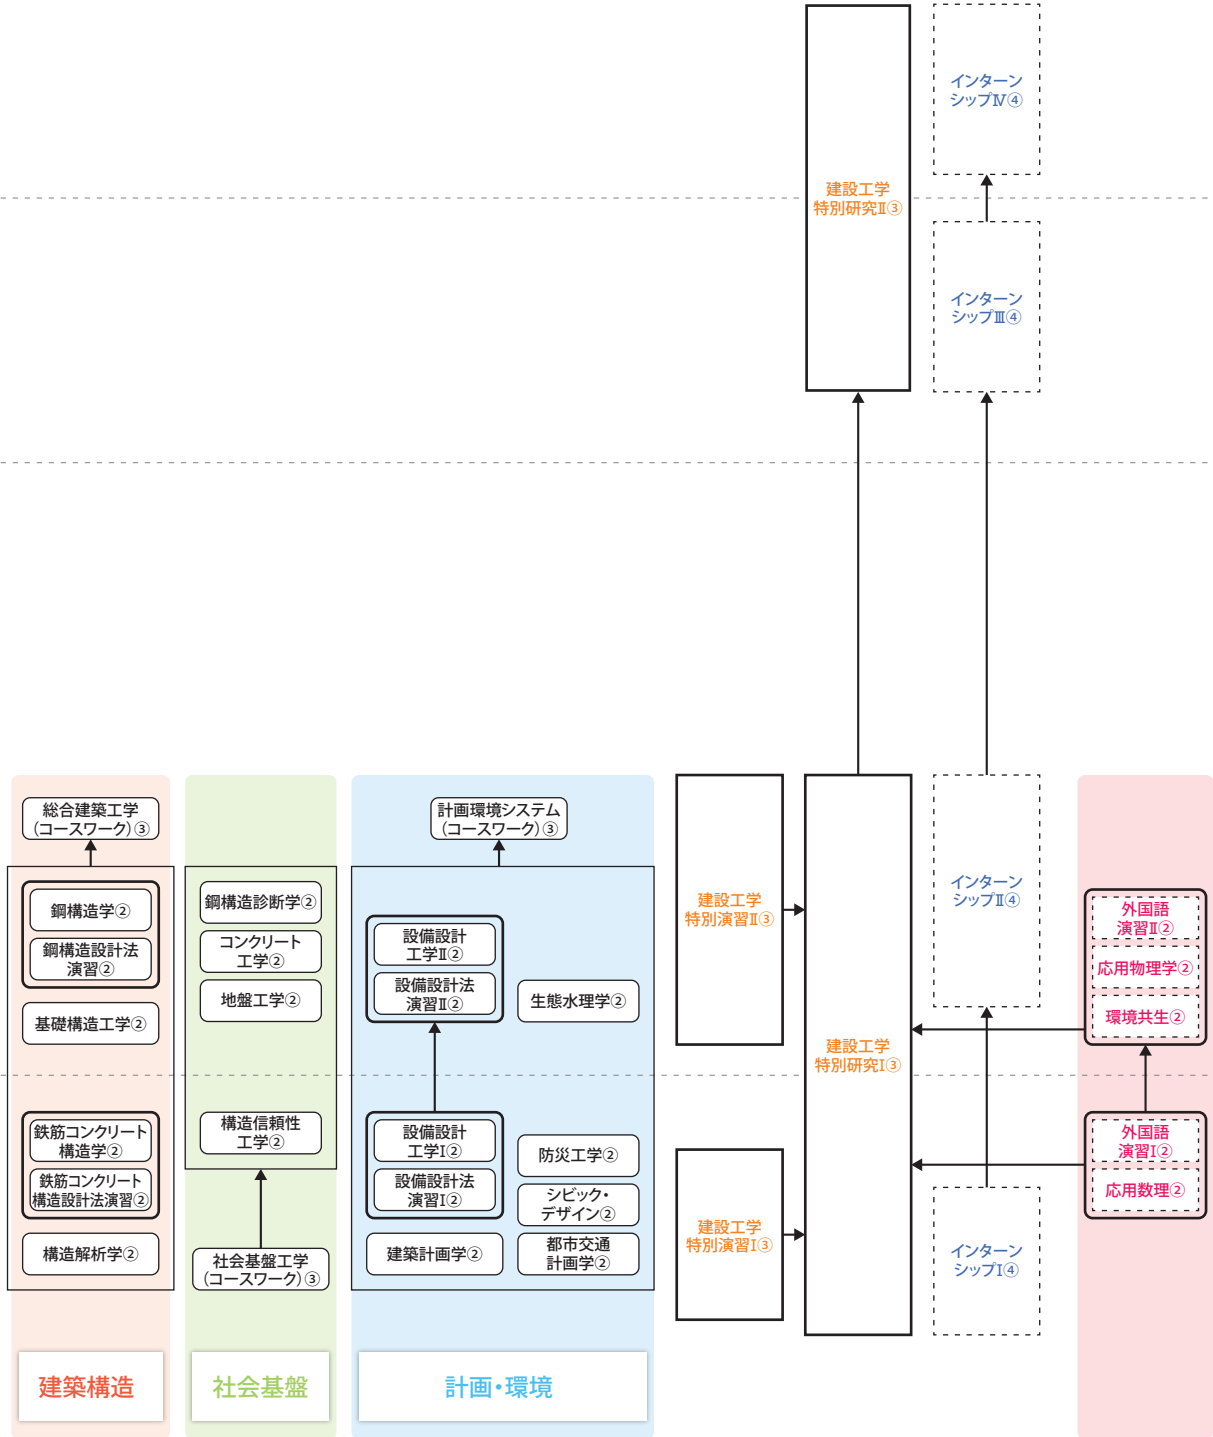 インターン
シップⅣ④
建設工学
特別研究Ⅱ③
インターン
シップⅢ④
総合建築工学
(コースワーク)③
鋼構造学②
鋼構造設計法
演習②
基礎構造工学②
鉄筋コンクリート
構造学②
鉄筋コンクリート
構造設計法演習②
構造解析学②
建築構造
鋼構造診断学②
コンクリート
工学②
地盤工学②
構造信頼性
工学②
社会基盤工学
(コースワーク)③
社会基盤
計画環境システム
(コースワーク)③
設備設計
工学Ⅱ②
設備設計法
演習Ⅱ②
生態水理学②
設備設計
工学Ⅰ②
設備設計法
演習Ⅰ②
建築計画学②
防災工学②
シビック・
デザイン②
都市交通
計画学②
計画・環境
建設工学
特別演習Ⅱ③
建設工学
特別演習Ⅰ③
建設工学
特別研究Ⅰ③
インターン
シップⅡ④
インターン
シップⅠ④
外国語
演習Ⅱ②
応用物理学②
環境共生②
外国語
演習Ⅰ②
応用数理②